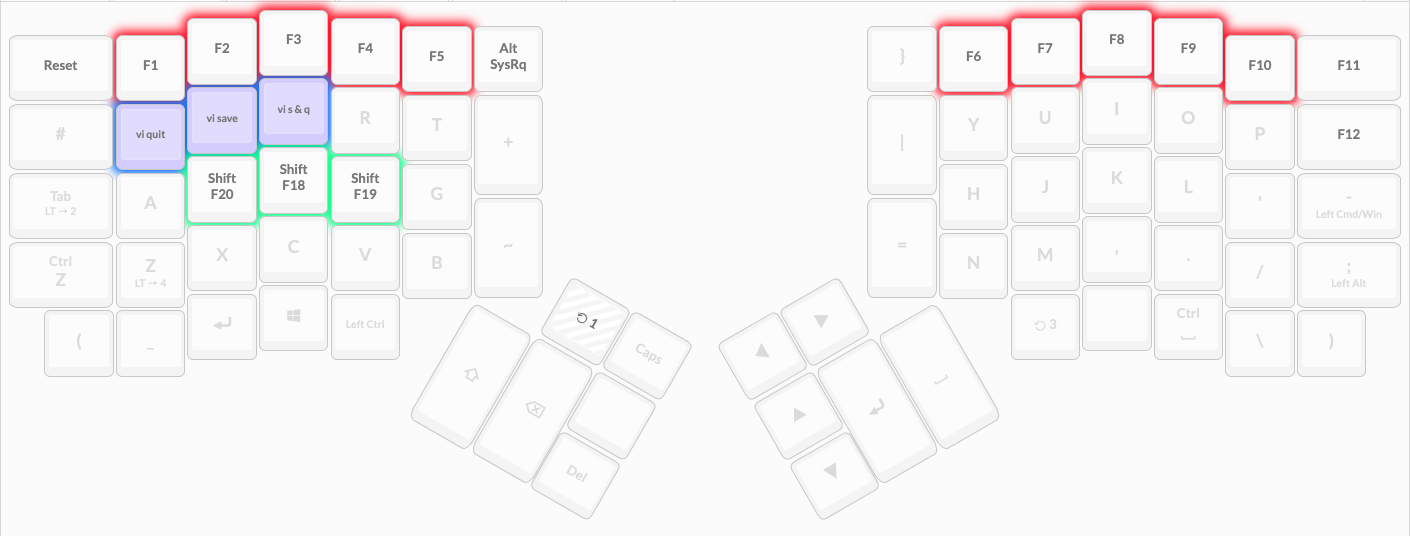 Reset
F1
F2
F3
F4
F5
Alt
SysRq
}
F6
F7
F8
F9
F10
F11
#
vi quit
vi save
vi s & q
R
T
+
|
Y
U
I
O
P
F12
Tab
LT → 2
A
Shift
F20
Shift
F18
Shift
F19
G
~
=
H
J
K
L
'
-
Left Cmd/Win
Ctrl
Z
Z
LT → 4
X
C
V
B
N
M
,
.
/
;
Left Alt
(
_
Left Ctrl
1
Caps
Del
3
Ctrl
\
)